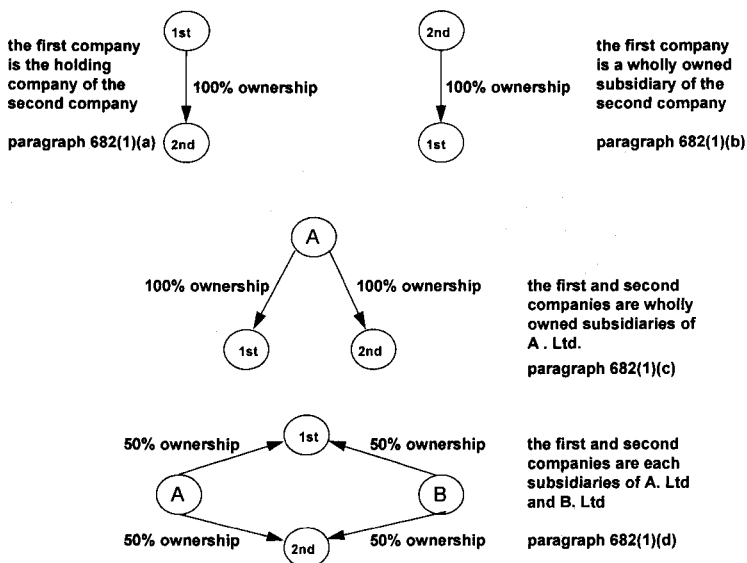 the first company
is the holding
company of the
second company
paragraph 682(1)(a)
1st
100% ownership
2nd
2nd
100% ownership
1st
the first company
is a wholly owned
subsidiary of the
second company
paragraph 682(1)(b)
A
100% ownership
100% ownership
1st
2nd
the first and second
companies are wholly
owned subsidiaries of
A . Ltd.
paragraph 682(1)(c)
1st
50% ownership
50% ownership
A
B
50% ownership
50% ownership
2nd
the first and second
companies are each
subsidiaries of A. Ltd
and B. Ltd
paragraph 682(1)(d)